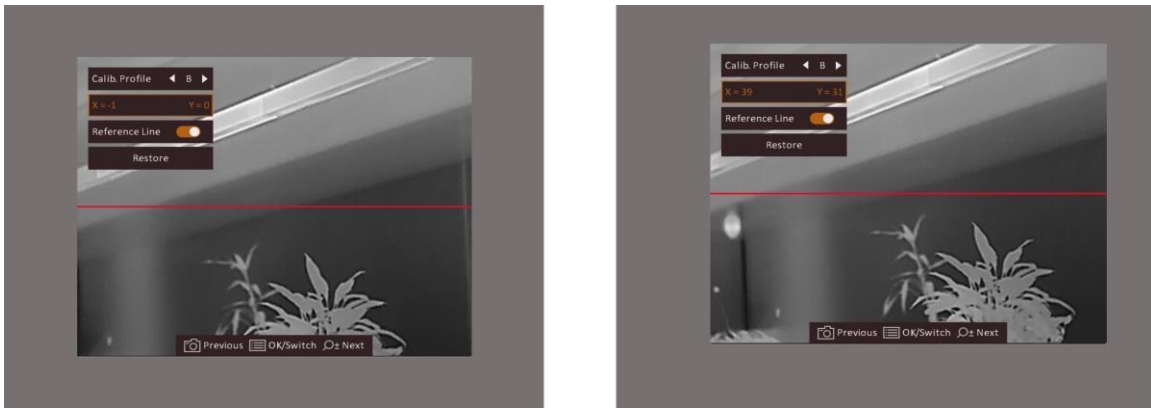 Calib. Profile ◀ B ▶
X = -1 Y = 0
Reference Line
Restore
Previous OK/Switch ± Next
Calib. Profile ◀ B ▶
X = 39 Y = 31
Reference Line
Restore
Previous OK/Switch ± Next